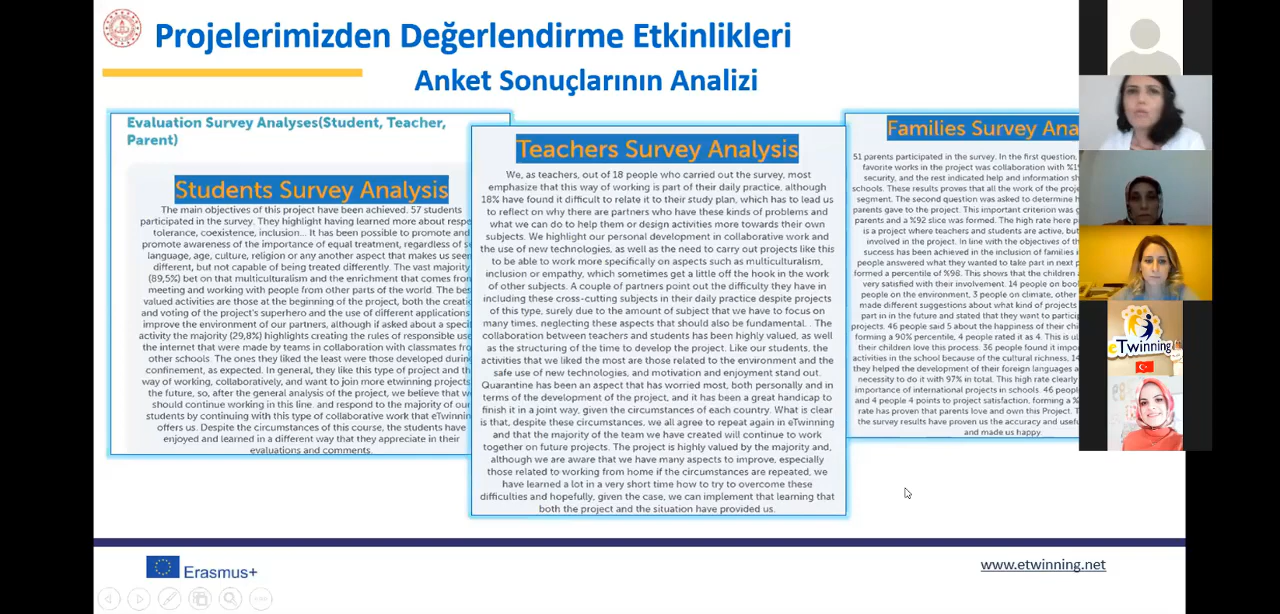 Projelerimizden Değerlendirme Etkinlikleri
Anket Sonuçlarının Analizi
Evaluation Survey Analyses(Student, Teacher,
Parent)
Students Survey Analysis
The main objectives of this project have been achieved. 57 students
participated in the survey. They highlight having learned more about respe
tolerance, coexistence, inclusion... It has been possible to promote and
promote awareness of the importance of equal treatment, regardless of se
language, age, culture, religion or any another aspect that makes us seem
different, but not capable of being treated differently. The vast majority
(89,5%) bet on that multiculturalism and the enrichment that comes from
meeting and working with people from other parts of the world. The best
valued activities are those at the beginning of the project, both the creatio
and voting of the project's superhero and the use of different applications
improve the environment of our partners, although if asked about a speci
activity the majority (29,8%) highlights creating the rules of responsible use
the internet that were made by teams in collaboration with classmates fro
other schools. The ones they liked the least were those developed during
confinement, as expected. In general, they like this type of project and th
way of working, collaboratively, and want to join more etwinning projects
the future, so, after the general analysis of the project, we believe that we
should continue working in this line. and respond to the majority of our
students by continuing with this type of collaborative work that eTwinning
offers us. Despite the circumstances of this course, the students have
enjoyed and learned in a different way that they appreciate in their
evaluations and comments.
Teachers Survey Analysis
We, as teachers, out of 18 people who carried out the survey, most
emphasize that this way of working is part of their daily practice, although
18% have found it difficult to relate it to their study plan, which has to lead us
to reflect on why there are partners who have these kinds of problems and
what we can do to help them or design activities more towards their own
subjects. We highlight our personal development in collaborative work and
the use of new technologies, as well as the need to carry out projects like this
to be able to work more specifically on aspects such as multiculturalism,
inclusion or empathy, which sometimes get a little off the hook in the work
of other subjects. A couple of partners point out the difficulty they have in
including these cross-cutting subjects in their daily practice despite projects
of this type, surely due to the amount of subject that we have to focus on
many times, neglecting these aspects that should also be fundamental. . The
collaboration between teachers and students has been highly valued, as well
as the structuring of the time to develop the project. Like our students, the
activities that we liked the most are those related to the environment and the
safe use of new technologies, and motivation and enjoyment stand out.
Quarantine has been an aspect that has worried most, both personally and in
terms of the development of the project, and it has been a great handicap to
finish it in a joint way, given the circumstances of each country. What is clear
is that, despite these circumstances, we all agree to repeat again in eTwinning
and that the majority of the team we have created will continue to work
together on future projects. The project is highly valued by the majority and,
although we are aware that we have many aspects to improve, especially
those related to working from home if the circumstances are repeated, we
have learned a lot in a very short time how to try to overcome these
difficulties and hopefully, given the case, we can implement that learning that
both the project and the situation have provided us.
Families Survey Ana
51 parents participated in the survey. In the first question,
favorite works in the project was collaboration with %1
security, and the rest indicated help and information sh
schools. These results proves that all the work of the proj
segment. The second question was asked to determine h
parents gave to the project. This important criterion was g
parents and a %92 slice was formed. The high rate here p
is a project where teachers and students are active, but
involved in the project. In line with the objectives of the
success has been achieved in the inclusion of families i
people answered what they wanted to take part in next p
formed a percentile of %98. This shows that the children a
very satisfied with their involvement. 14 people on boo
people on the environment, 3 people on climate, other
made different suggestions about what kind of projects
part in in the future and stated that they want to partici
projects. 46 people said 5 about the happiness of their chi
forming a 90% percentile, 4 people rated it as 4. This is al
their children love this process. 36 people found it impor
activities in the school because of the cultural richness, 14
they helped the development of their foreign languages a
necessity to do it with 97% in total. This high rate clearly
importance of international projects in schools. 46 people
and 4 people 4 points to project satisfaction, forming a %
rate has proven that parents love and own this Project. T
the survey results have proven us the accuracy and usefu
and made us happy
eTwinning
Erasmus+
www.etwinning.net